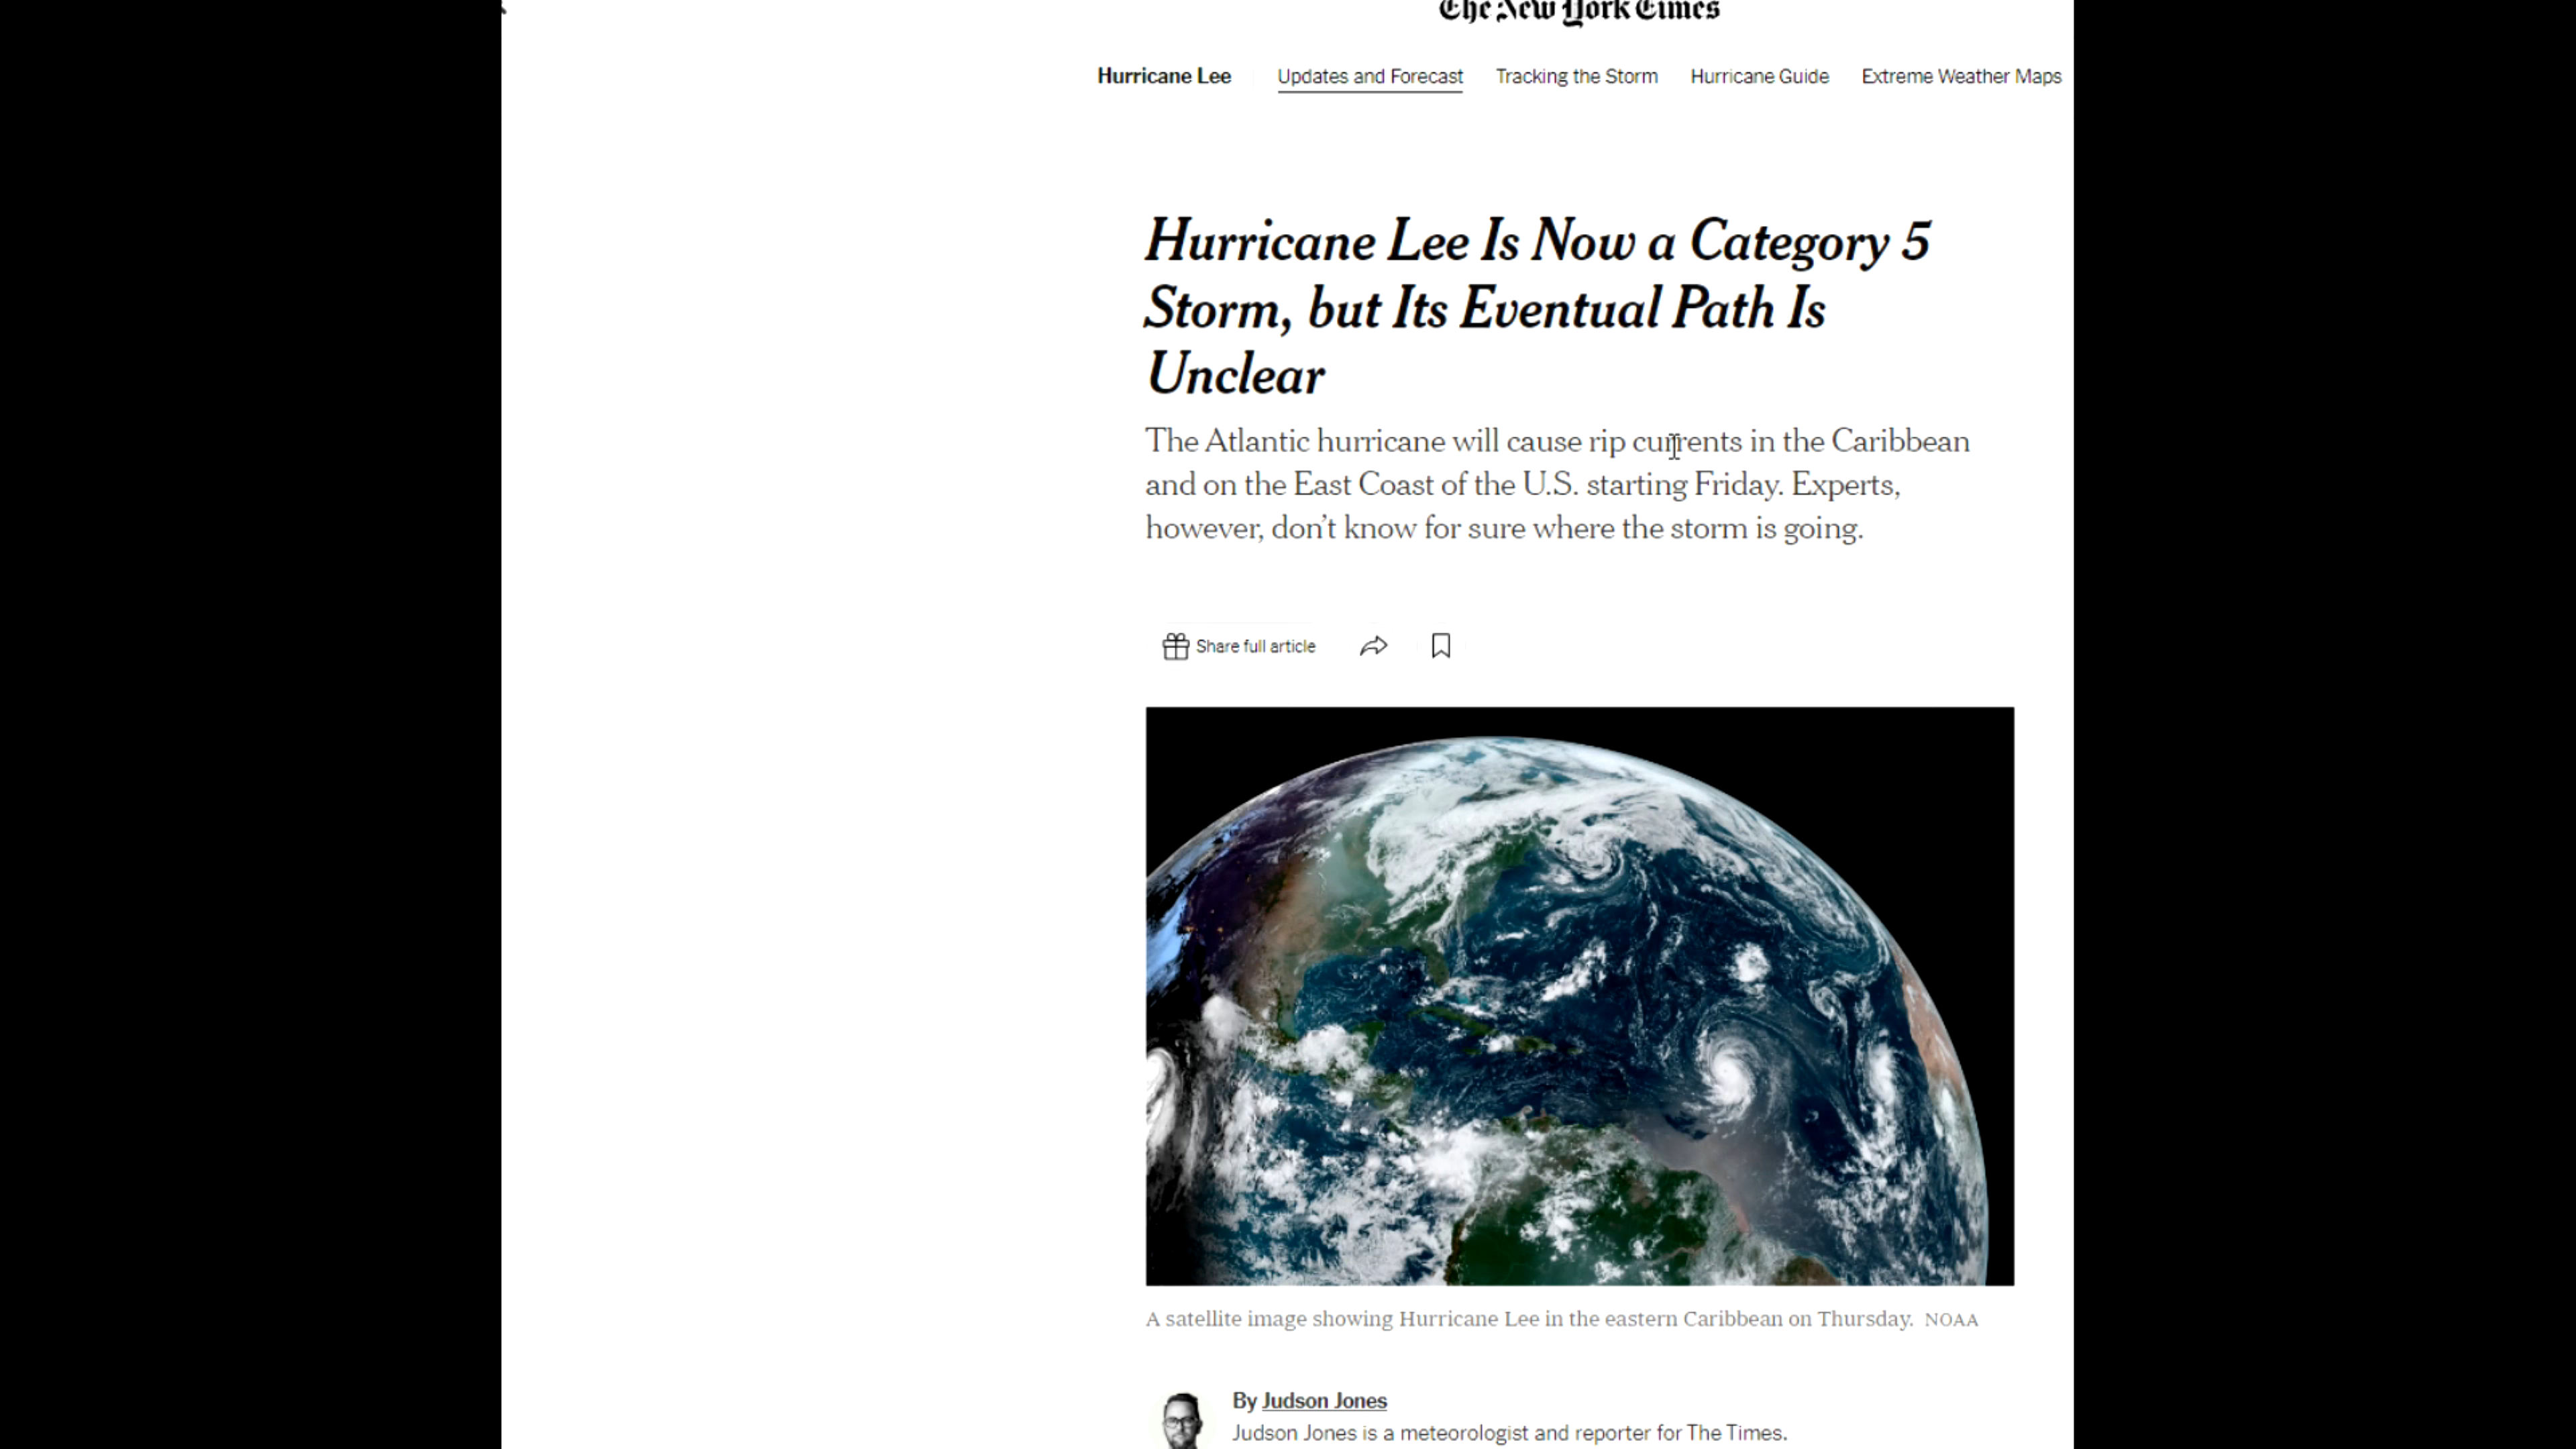 The New York Times
Hurricane Lee Updates and Forecast Tracking the Storm Hurricane Guide Extreme Weather Maps
Hurricane Lee Is Now a Category 5
Storm, but Its Eventual Path Is
Unclear
The Atlantic hurricane will cause rip currents in the Caribbean
and on the East Coast of the U.S. starting Friday. Experts,
however, don’t know for sure where the storm is going.
Share full article
A satellite image showing Hurricane Lee in the eastern Caribbean on Thursday. NOAA
By Judson Jones
Judson Jones is a meteorologist and reporter for The Times.